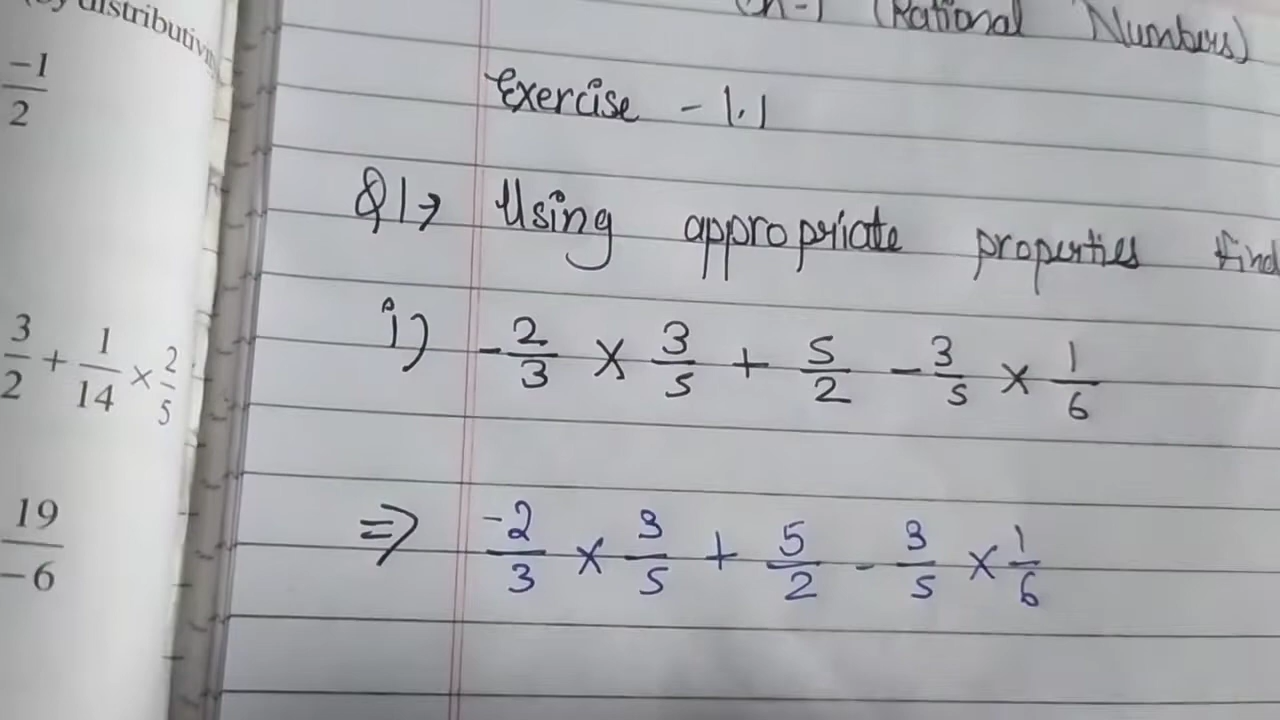 distributivity
-1/2
3/2 + 1/14 × 2/5
19/-6
(Rational Numbers)
Exercise - 1.1
Q1→ Using appropriate properties find
i) -2/3 × 3/5 + 5/2 - 3/5 × 1/6
⇒ -2/3 × 3/5 + 5/2 - 3/5 × 1/6